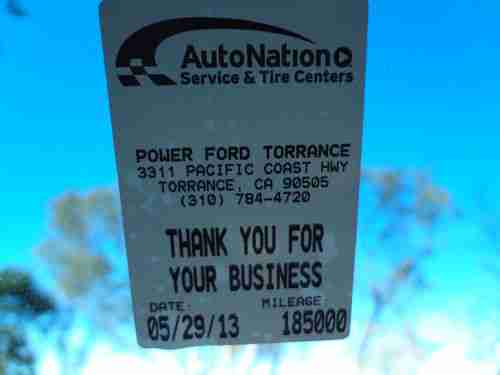 AutoNation
Service & Tire Centers
POWER FORD TORRANCE
3311 PACIFIC COAST HWY
TORRANCE, CA 90505
(310) 784-4720
THANK YOU FOR
YOUR BUSINESS
DATE: MILEAGE:
05/29/13 185000